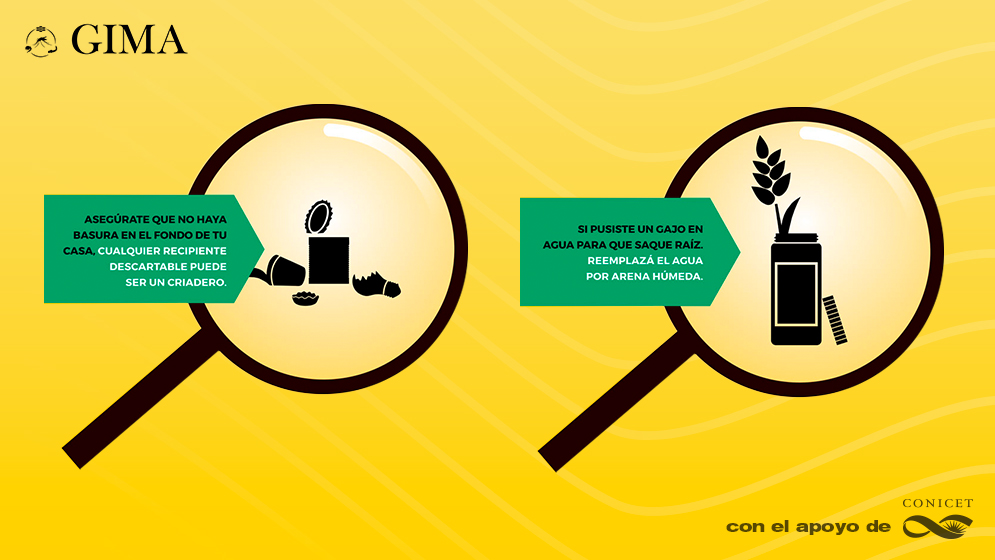 GIMA
ASEGÚRATE QUE NO HAYA
BASURA EN EL FONDO DE TU
CASA, CUALQUIER RECIPIENTE
DESCARTABLE PUEDE
SER UN CRIADERO.
SI PUSISTE UN GAJO EN
AGUA PARA QUE SAQUE RAÍZ.
REEMPLAZÁ EL AGUA
POR ARENA HÚMEDA.
CONICET
con el apoyo de